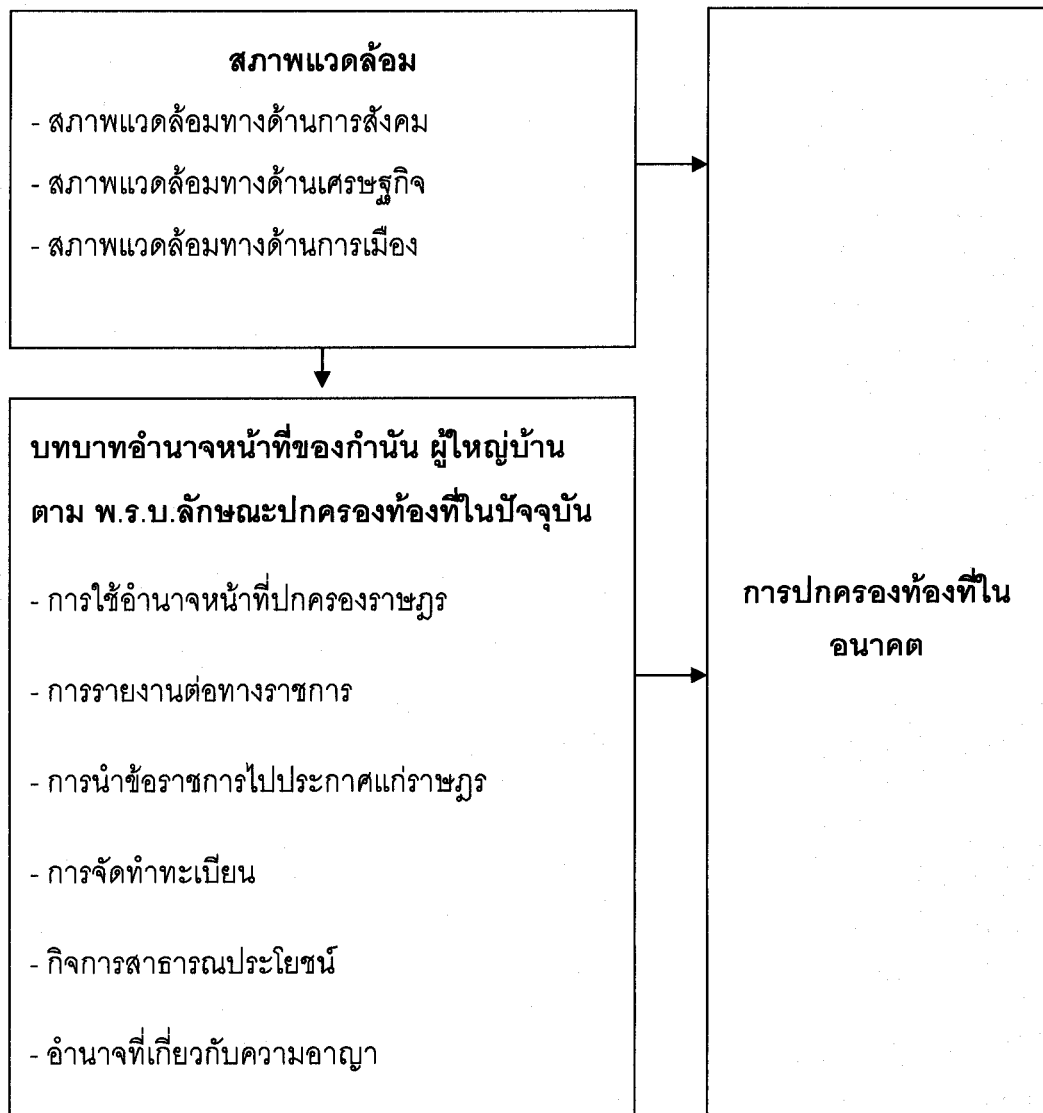 สภาพแวดล้อม
- สภาพแวดล้อมทางด้านการสังคม
- สภาพแวดล้อมทางด้านเศรษฐกิจ
- สภาพแวดล้อมทางด้านการเมือง
บทบาทอำนาจหน้าที่ของกำนัน ผู้ใหญ่บ้าน
ตาม พ.ร.บ.ลักษณะปกครองท้องที่ในปัจจุบัน
- การใช้อำนาจหน้าที่ปกครองราษฎร
- การรายงานต่อทางราชการ
- การนำข้อราชการไปประกาศแก่ราษฎร
- การจัดทำทะเบียน
- กิจการสาธารณประโยชน์
- อำนาจที่เกี่ยวกับความอาญา
การปกครองท้องที่ใน
อนาคต